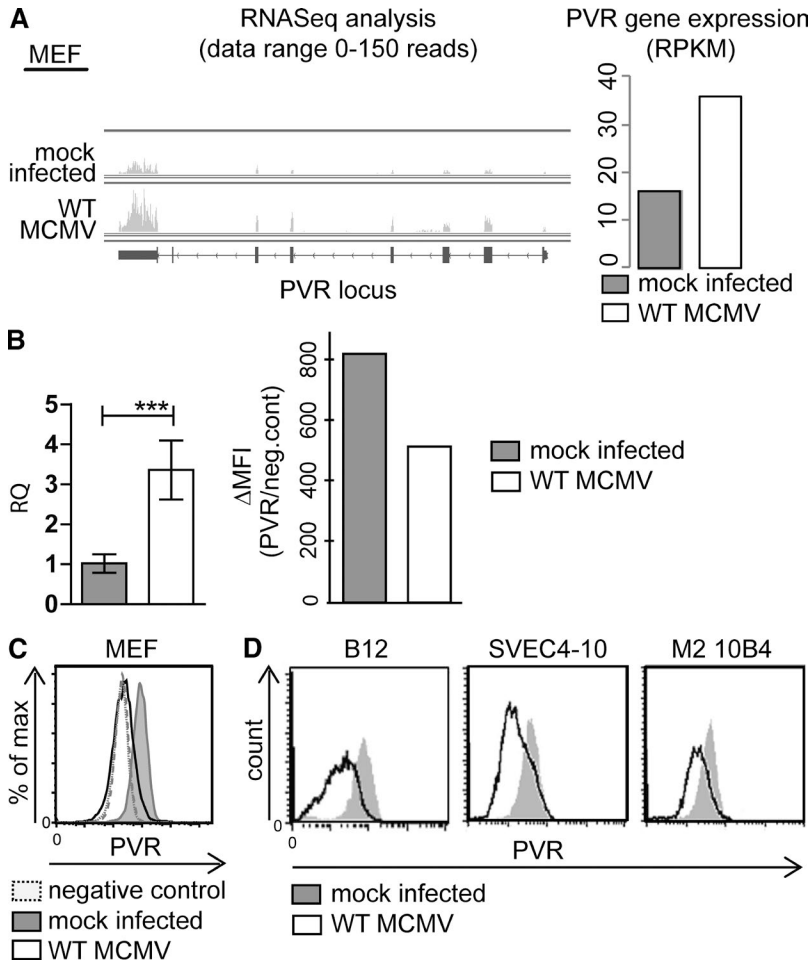 A
RNASeq analysis
(data range 0-150 reads)
PVR gene expression
(RPKM)
MEF
mock
infected
WT
MCMV
PVR locus
40
30
20
10
0
mock infected
WT MCMV
B
5
4
3
2
1
0
RQ
***
800
600
400
200
0
ΔMFI
(PVR/neg.cont)
mock infected
WT MCMV
C
MEF
% of max
0
0
PVR
negative control
mock infected
WT MCMV
D
B12
SVEC4-10
M2 10B4
count
0
0
PVR
mock infected
WT MCMV